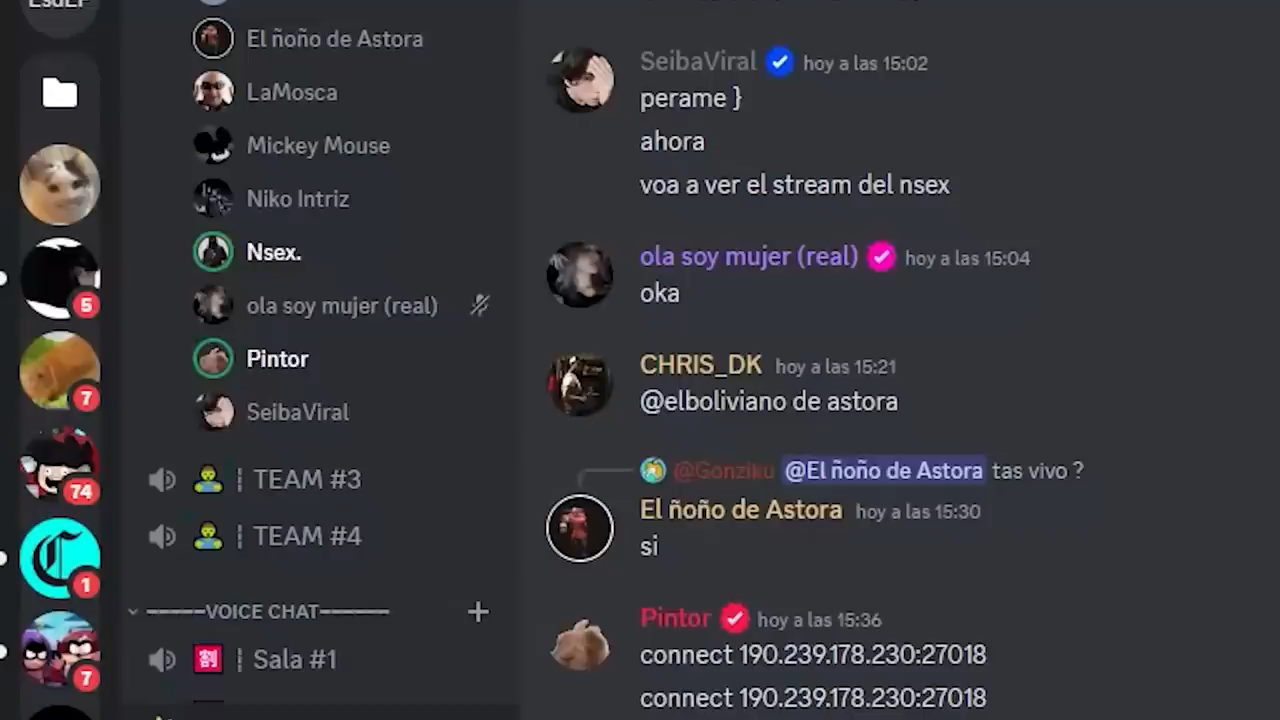 El ñoño de Astora
LaMosca
Mickey Mouse
Niko Intriz
Nsex.
ola soy mujer (real)
Pintor
SeibaViral
TEAM #3
TEAM #4
-----VOICE CHAT------
割 Sala #1
5
7
74
C
1
7
SeibaViral hoy a las 15:02
perame }
ahora
voa a ver el stream del nsex
ola soy mujer (real) hoy a las 15:04
oka
CHRIS_DK hoy a las 15:21
@elboliviano de astora
@Gonziku @El ñoño de Astora tas vivo ?
El ñoño de Astora hoy a las 15:30
si
Pintor hoy a las 15:36
connect 190.239.178.230:27018
connect 190.239.178.230:27018